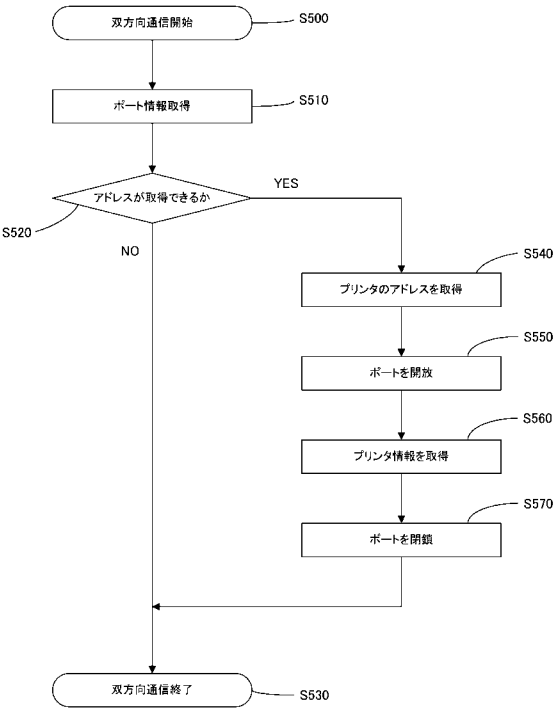 双方向通信開始
S500
ポート情報取得
S510
アドレスが取得できるか
YES
S520
NO
S540
プリンタのアドレスを取得
S550
ポートを開放
S560
プリンタ情報を取得
S570
ポートを閉鎖
双方向通信終了
S530